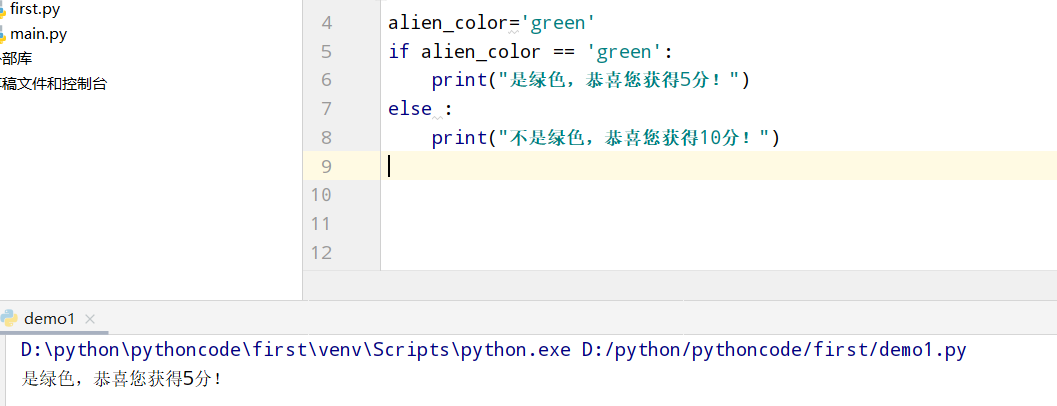 first.py
main.py
外部库
草稿文件和控制台
4 alien_color='green'
5 if alien_color == 'green':
6 print("是绿色，恭喜您获得5分！")
7 else :
8 print("不是绿色，恭喜您获得10分！")
9
10
11
12
demo1
D:\python\pythoncode\first\venv\Scripts\python.exe D:/python/pythoncode/first/demo1.py
是绿色，恭喜您获得5分！